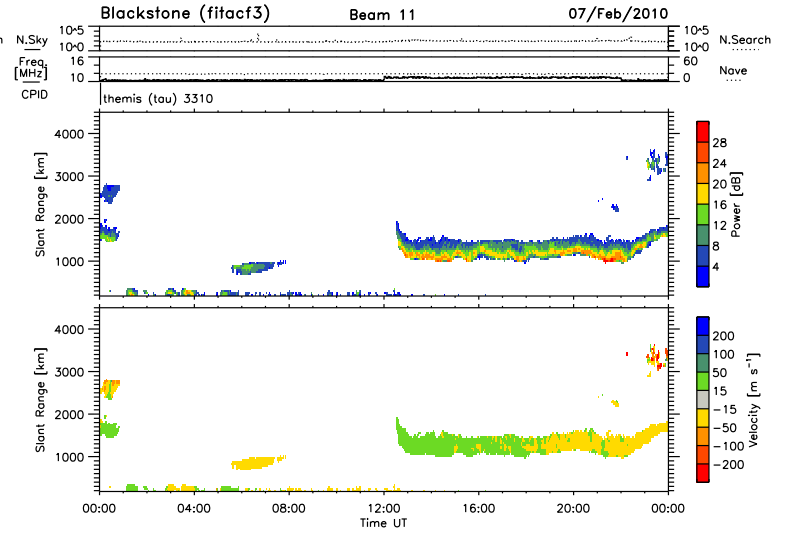 Blackstone (fitacf3) Beam 11 07/Feb/2010
n N.Sky 10^5 10^0 10^5 10^0 N.Search
Freq. [MHz] 16 10 60 0 Nave
CPID themis (tau) 3310
Slant Range [km] 4000 3000 2000 1000
28 24 20 16 12 8 4 Power [dB]
Slant Range [km] 4000 3000 2000 1000
200 100 50 15 -15 -50 -100 -200 Velocity [m s⁻¹]
00:00 04:00 08:00 12:00 16:00 20:00 00:00
Time UT